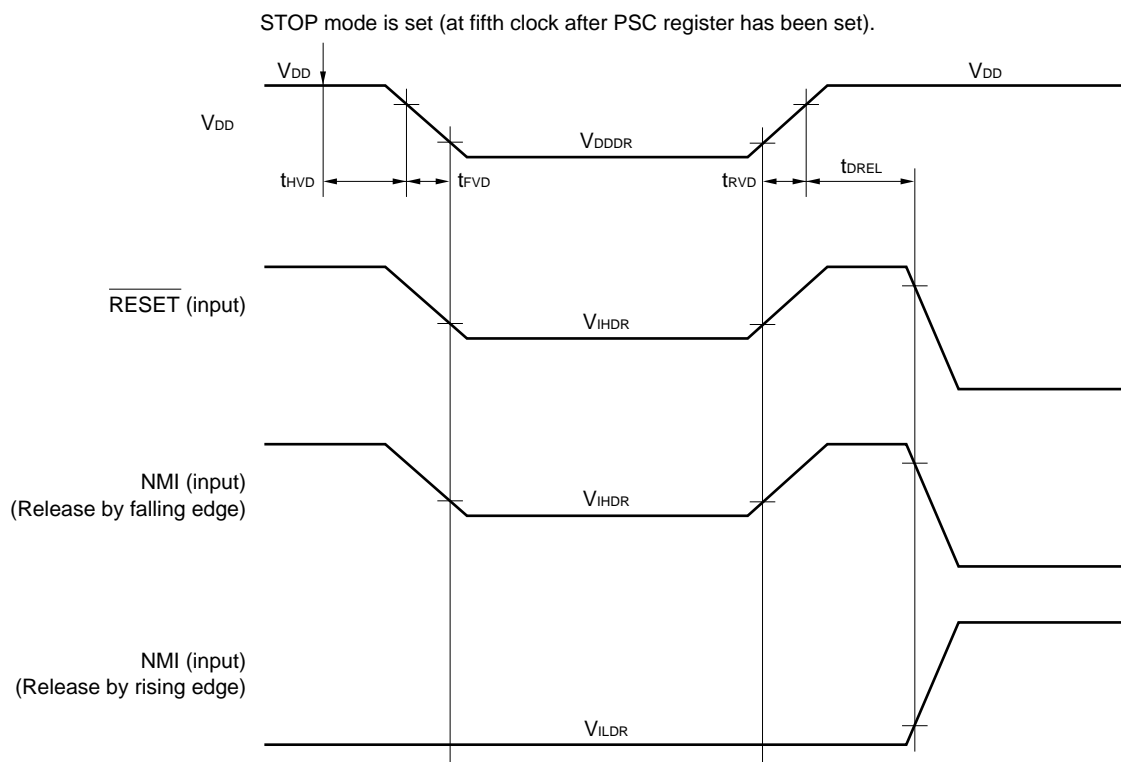 STOP mode is set (at fifth clock after PSC register has been set).
VDD
VDD
VDD
VDDDR
tHVD
tFVD
tRVD
tDREL
RESET (input)
VIHDR
NMI (input)
(Release by falling edge)
VIHDR
NMI (input)
(Release by rising edge)
VILDR